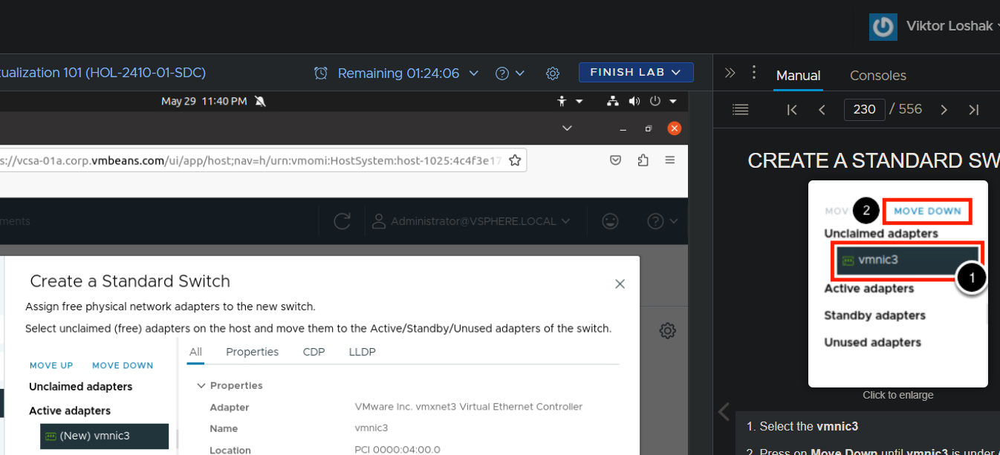 Viktor Loshak
tualization 101 (HOL-2410-01-SDC)
Remaining 01:24:06
FINISH LAB
Manual
Consoles
May 29 11:40 PM
230 / 556
s://vcsa-01a.corp.vmbeans.com/ui/app/host;nav=h/urn:vmomi:HostSystem:host-1025:4c4f3e17
CREATE A STANDARD SW
ments
Administrator@VSPHERE.LOCAL
MOV
2
MOVE DOWN
Unclaimed adapters
vmnic3
1
Active adapters
Standby adapters
Unused adapters
Click to enlarge
Create a Standard Switch
Assign free physical network adapters to the new switch.
Select unclaimed (free) adapters on the host and move them to the Active/Standby/Unused adapters of the switch.
MOVE UP
MOVE DOWN
Unclaimed adapters
Active adapters
(New) vmnic3
All
Properties
CDP
LLDP
Properties
Adapter VMware Inc. vmxnet3 Virtual Ethernet Controller
Name vmnic3
Location PCI 0000:04:00.0
1. Select the vmnic3
2. Press on Move Down until vmnic3 is under